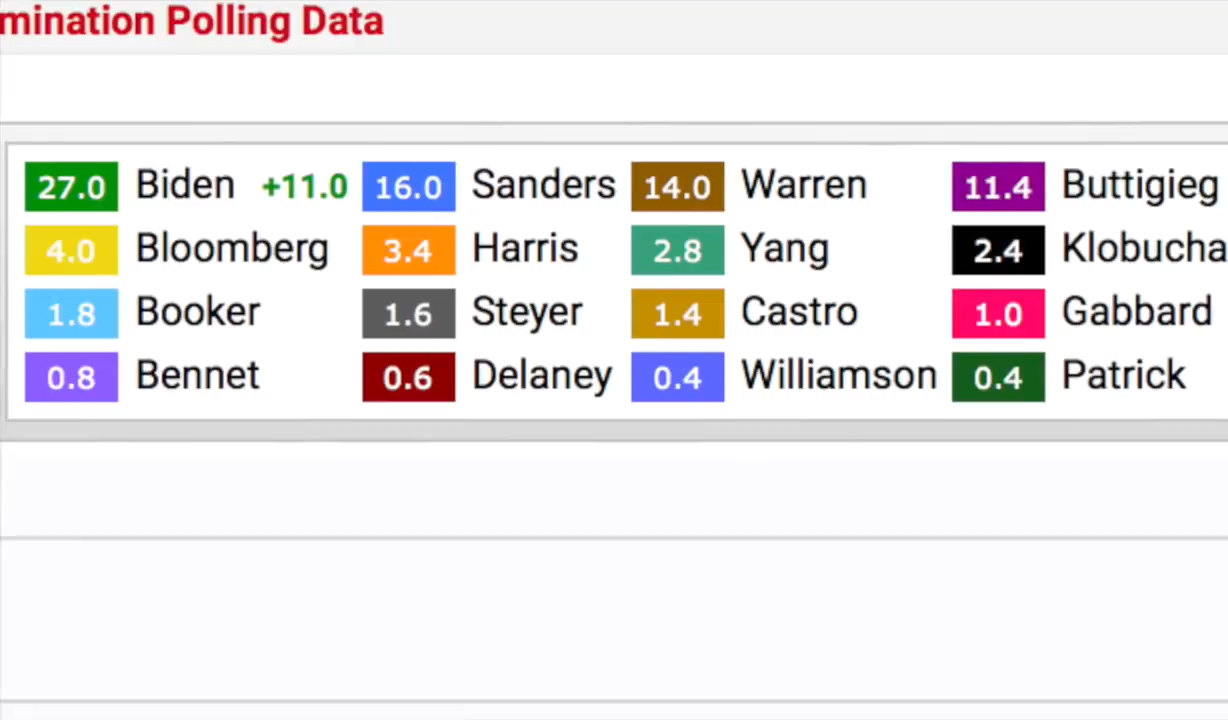 mination Polling Data
27.0 Biden +11.0 16.0 Sanders 14.0 Warren 11.4 Buttigieg
4.0 Bloomberg 3.4 Harris 2.8 Yang 2.4 Klobucha
1.8 Booker 1.6 Steyer 1.4 Castro 1.0 Gabbard
0.8 Bennet 0.6 Delaney 0.4 Williamson 0.4 Patrick